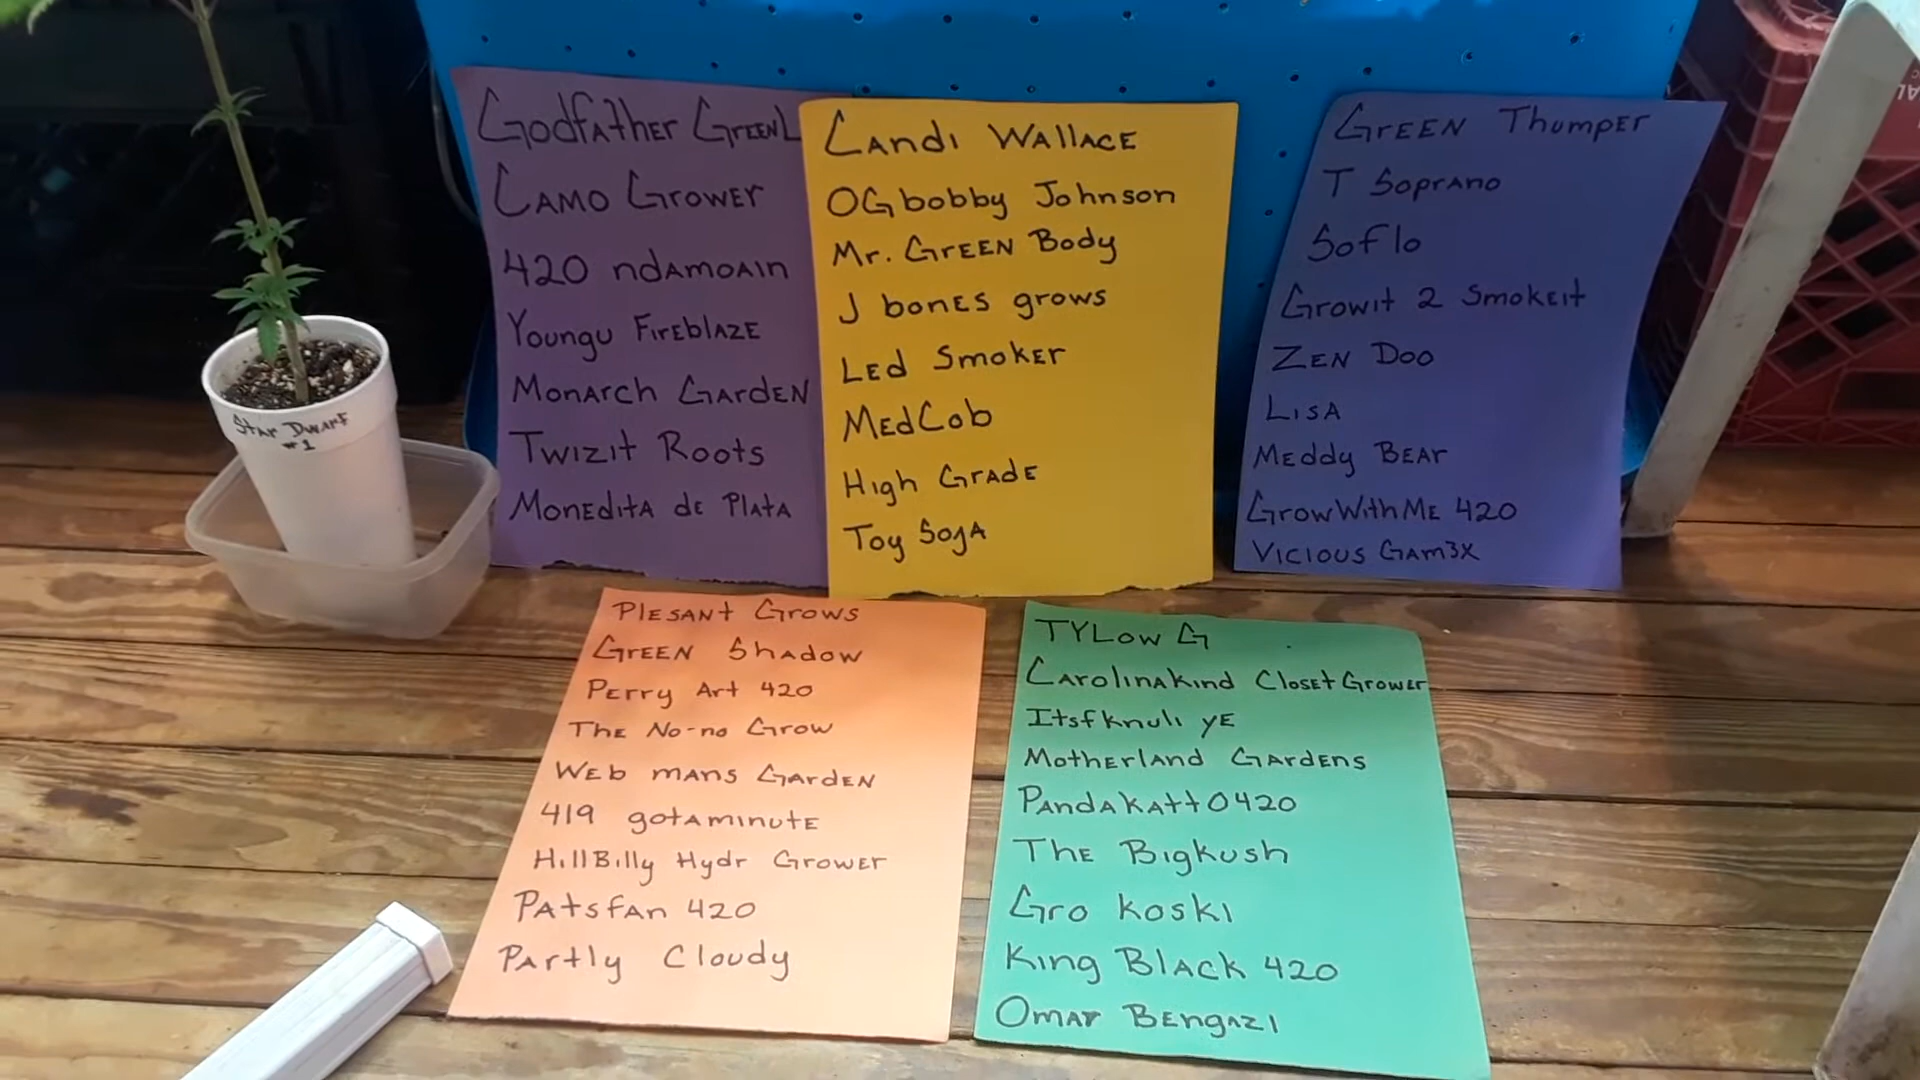 Godfather GreenL
Camo Grower
420 ndamoain
Youngu Fireblaze
Monarch Garden
Twizit Roots
Monedita de Plata
Candi Wallace
OGbobby Johnson
Mr. Green Body
J bones grows
Led Smoker
MedCob
High Grade
Toy Soja
Green Thumper
T Soprano
Soflo
Growit 2 Smokeit
Zen Doo
Lisa
Meddy Bear
GrowWithMe 420
Vicious Gam3x
Star Dwarf
#1
Plesant Grows
Green Shadow
Perry Art 420
The No-no Grow
Web mans Garden
419 gotaminute
HillBilly Hydr Grower
Patsfan 420
Partly Cloudy
TYLow G
Carolinakind ClosetGrower
Itsfknuli ye
Motherland Gardens
Pandakatt0420
The Bigkush
Gro Koski
King Black 420
Omar Bengazi